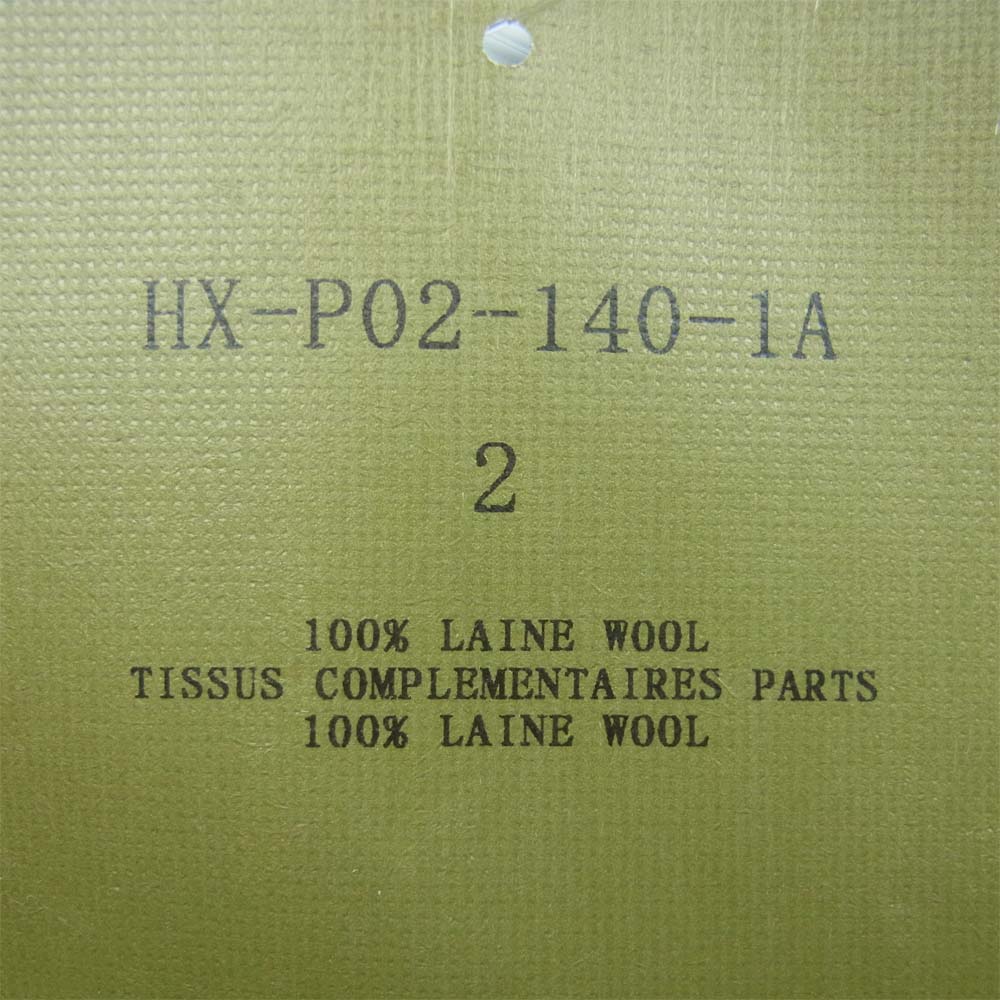 HX-P02-140-1A
2
100% LAINE WOOL
TISSUS COMPLEMENTAIRES PARTS
100% LAINE WOOL